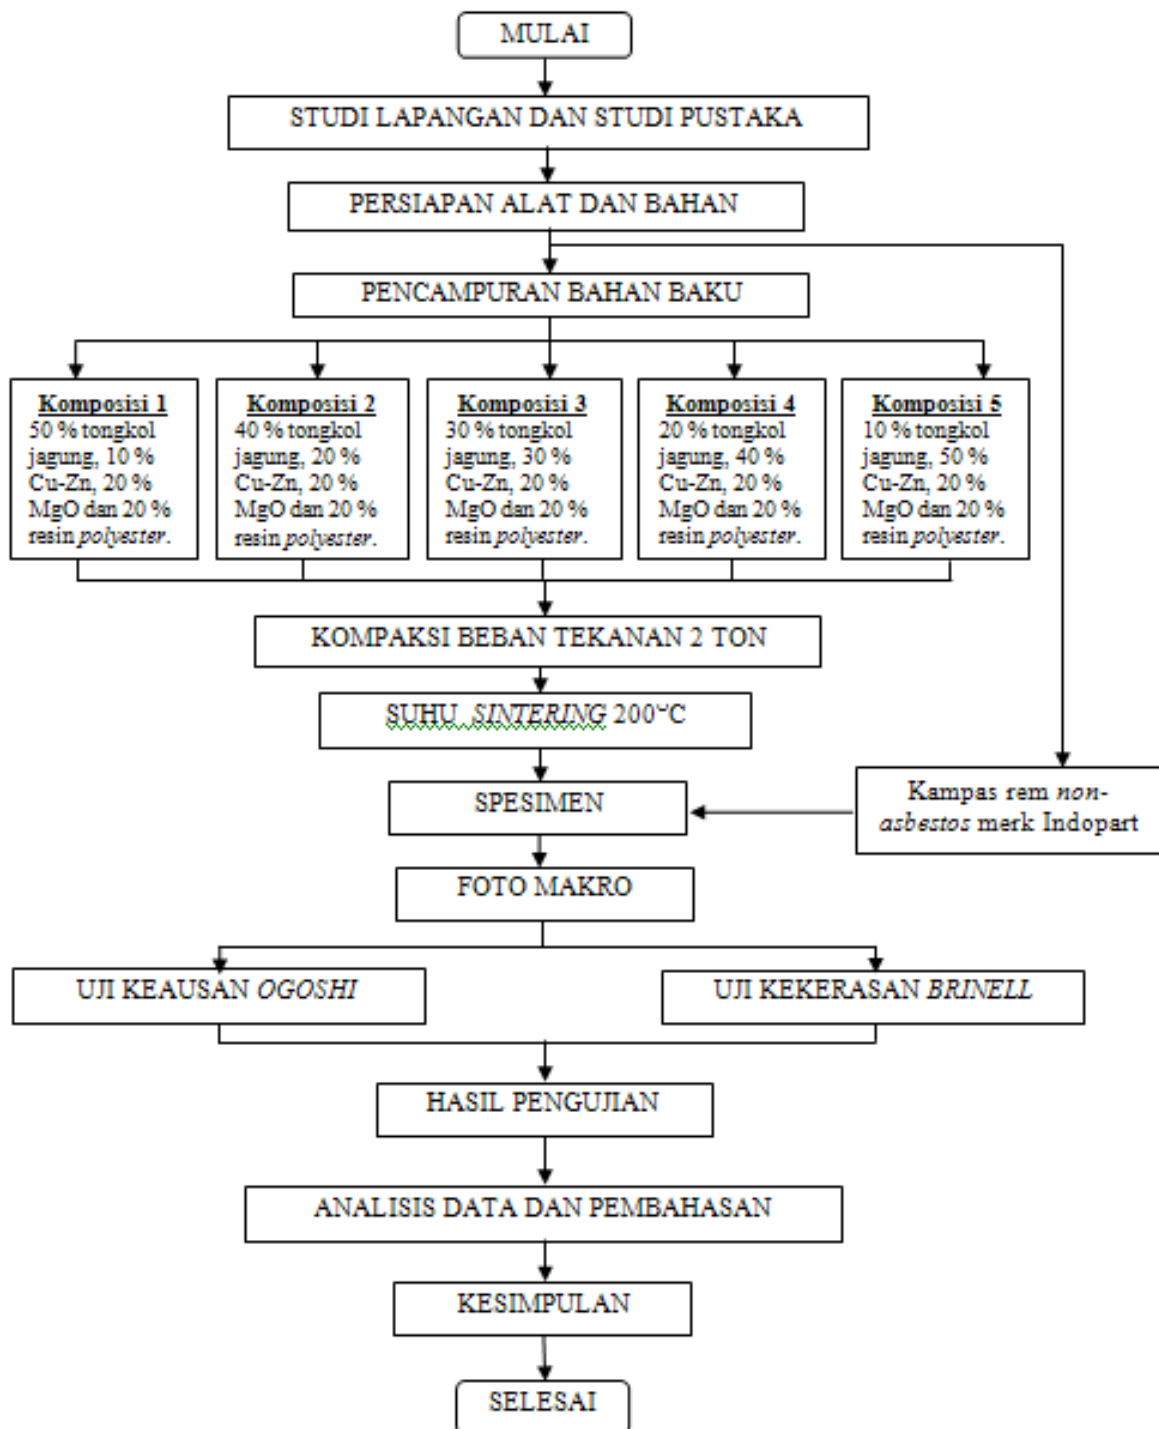 MULAI
STUDI LAPANGAN DAN STUDI PUSTAKA
PERSIAPAN ALAT DAN BAHAN
PENCAMPURAN BAHAN BAKU
Komposisi 1
50 % tongkol
jagung, 10 %
Cu-Zn, 20 %
MgO dan 20 %
resin polyester.
Komposisi 2
40 % tongkol
jagung, 20 %
Cu-Zn, 20 %
MgO dan 20 %
resin polyester.
Komposisi 3
30 % tongkol
jagung, 30 %
Cu-Zn, 20 %
MgO dan 20 %
resin polyester.
Komposisi 4
20 % tongkol
jagung, 40 %
Cu-Zn, 20 %
MgO dan 20 %
resin polyester.
Komposisi 5
10 % tongkol
jagung, 50 %
Cu-Zn, 20 %
MgO dan 20 %
resin polyester.
KOMPAKSI BEBAN TEKANAN 2 TON
SUHU SINTERING 200°C
SPESIMEN
Kampas rem non-
asbestos merk Indopart
FOTO MAKRO
UJI KEAUSAN OGOSHI
UJI KEKERASAN BRINELL
HASIL PENGUJIAN
ANALISIS DATA DAN PEMBAHASAN
KESIMPULAN
SELESAI